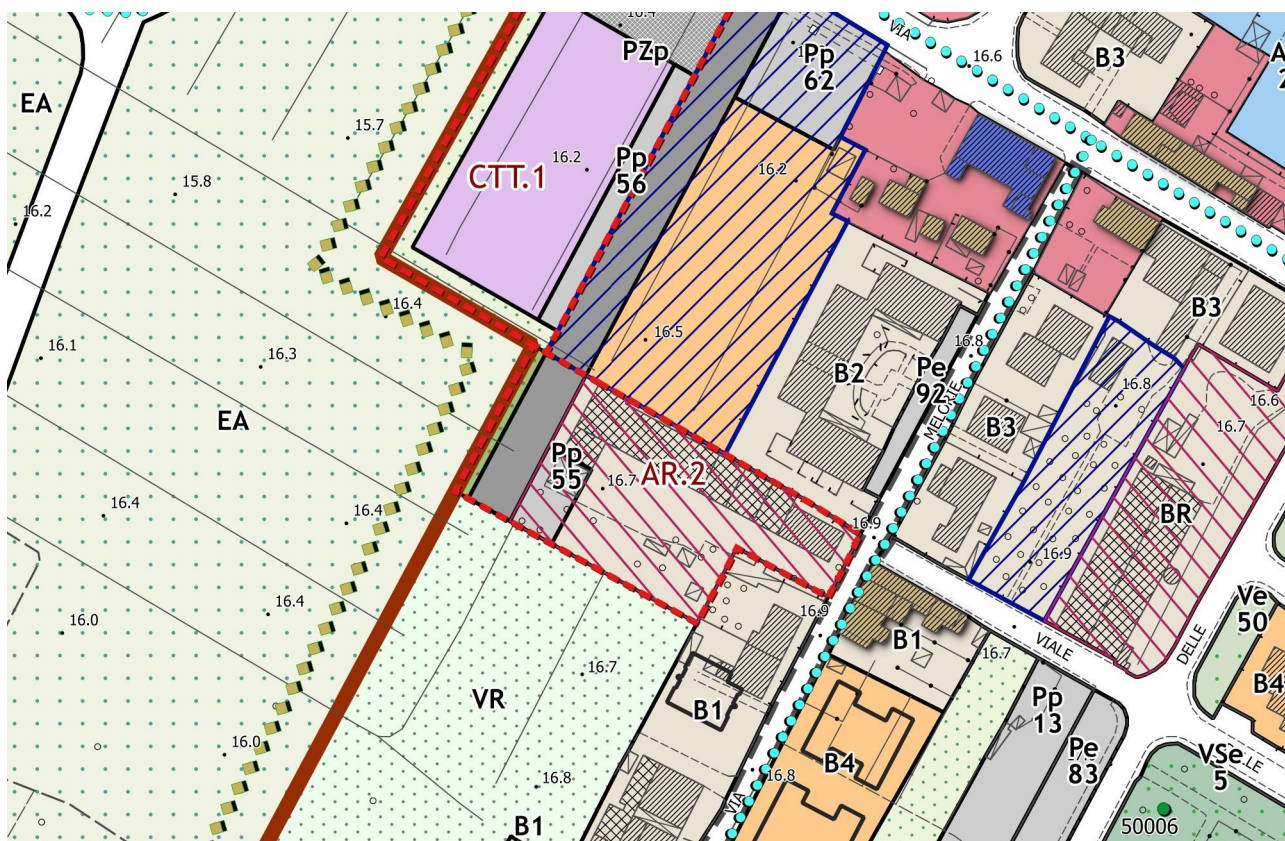 16.4
PZp
Pp
62
VIA
16.6
B3
A
2
EA
15.7
15.8
16.2
CTT.1
16.2
Pp
56
16.2
16.4
16.5
16.1
16.3
EA
B2
Pe
92
16.8
MELONE
B3
B3
16.8
16.6
16.7
BR
Pp
55
16.7
AR.2
16.9
16.4
16.4
16.4
16.0
16.9
16.9
VIALE
DELLE
Ve
50
B4
B1
16.7
VR
16.7
B1
Pp
13
Pe
83
VSe
5
LE
16.0
16.8
16.8
B4
VIA
B1
50006